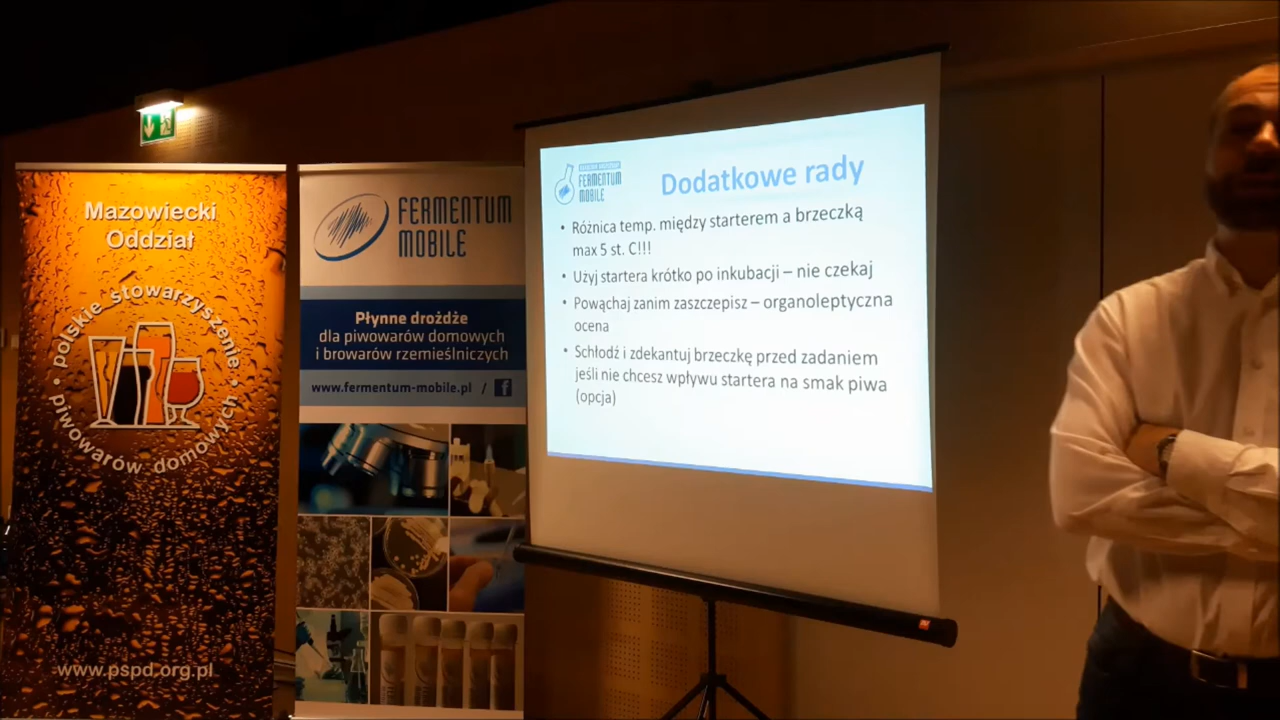 Mazowiecki
Oddział
polskie stowarzyszenie
piwowarów domowych
www.pspd.org.pl
FERMENTUM
MOBILE
Płynne drożdże
dla piwowarów domowych
i browarów rzemieślniczych
www.fermentum-mobile.pl / f
FERMENTUM
MOBILE
Dodatkowe rady
• Różnica temp. między starterem a brzeczką
max 5 st. C!!!
• Użyj startera krótko po inkubacji – nie czekaj
• Powąchaj zanim zaszczepisz – organoleptyczna
ocena
• Schłodź i zdekantuj brzeczkę przed zadaniem
jeśli nie chcesz wpływu startera na smak piwa
(opcja)